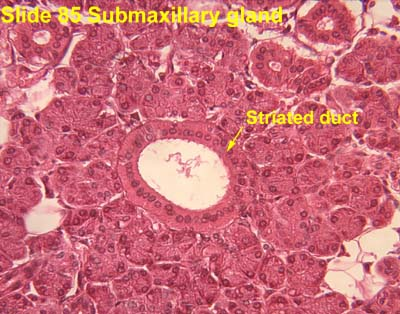 Slide 85 Submaxillary gland
Striated duct